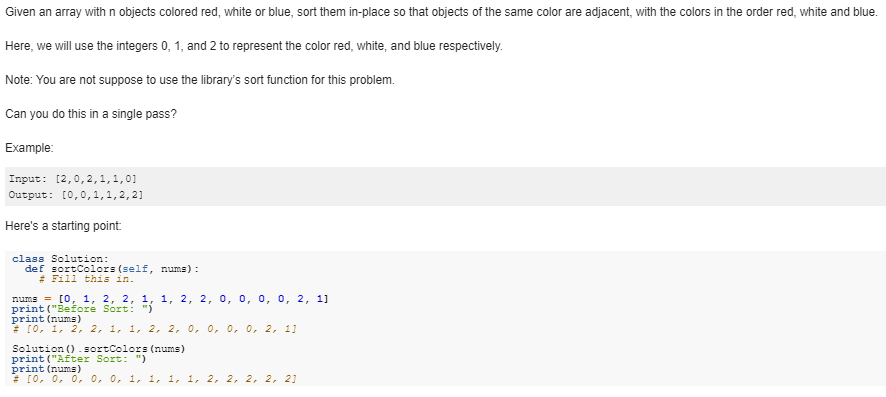 Given an array with n objects colored red, white or blue, sort them in-place so that objects of the same color are adjacent, with the colors in the order red, white and blue.
Here, we will use the integers 0, 1, and 2 to represent the color red, white, and blue respectively.
Note: You are not suppose to use the library's sort function for this problem.
Can you do this in a single pass?
Example:
Input: [2,0,2,1,1,0]
Output: [0,0,1,1,2,2]
Here's a starting point:
class Solution:
  def sortColors(self, nums):
    # Fill this in.
nums = [0, 1, 2, 2, 1, 1, 2, 2, 0, 0, 0, 0, 2, 1]
print("Before Sort: ")
print(nums)
# [0, 1, 2, 2, 1, 1, 2, 2, 0, 0, 0, 0, 2, 1]
Solution().sortColors(nums)
print("After Sort: ")
print(nums)
# [0, 0, 0, 0, 0, 1, 1, 1, 1, 2, 2, 2, 2, 2]